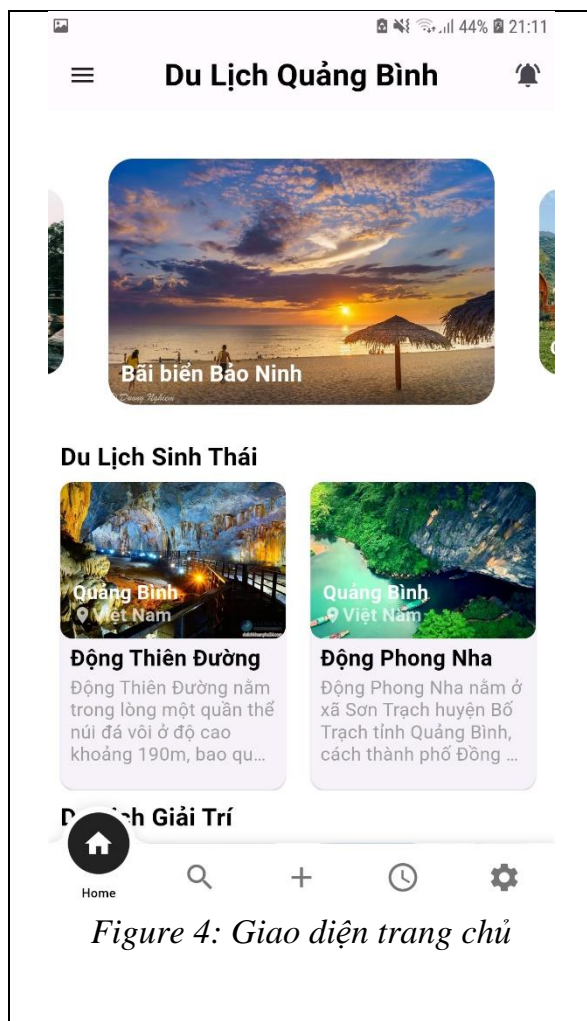 44% 21:11
Du Lịch Quảng Bình
Bãi biển Bảo Ninh
Duong Nghiem
Du Lịch Sinh Thái
Quảng Bình
Việt Nam
Quảng Bình
Việt Nam
Động Thiên Đường
Động Thiên Đường nằm
trong lòng một quần thể
núi đá vôi ở độ cao
khoảng 190m, bao qu...
Động Phong Nha
Động Phong Nha nằm ở
xã Sơn Trạch huyện Bố
Trạch tỉnh Quảng Bình,
cách thành phố Đồng ...
Giải Trí
Home
Figure 4: Giao diện trang chủ